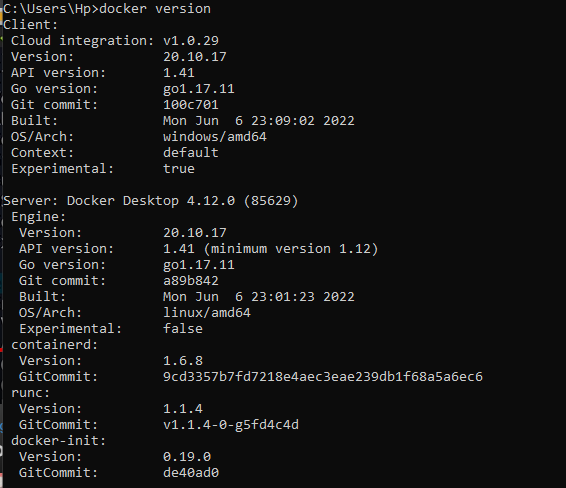 C:\Users\Hp>docker version
Client:
 Cloud integration: v1.0.29
 Version:           20.10.17
 API version:       1.41
 Go version:        go1.17.11
 Git commit:        100c701
 Built:             Mon Jun  6 23:09:02 2022
 OS/Arch:           windows/amd64
 Context:           default
 Experimental:      true

Server: Docker Desktop 4.12.0 (85629)
 Engine:
  Version:          20.10.17
  API version:      1.41 (minimum version 1.12)
  Go version:       go1.17.11
  Git commit:       a89b842
  Built:            Mon Jun  6 23:01:23 2022
  OS/Arch:          linux/amd64
  Experimental:     false
 containerd:
  Version:          1.6.8
  GitCommit:        9cd3357b7fd7218e4aec3eae239db1f68a5a6ec6
 runc:
  Version:          1.1.4
  GitCommit:        v1.1.4-0-g5fd4c4d
 docker-init:
  Version:          0.19.0
  GitCommit:        de40ad0